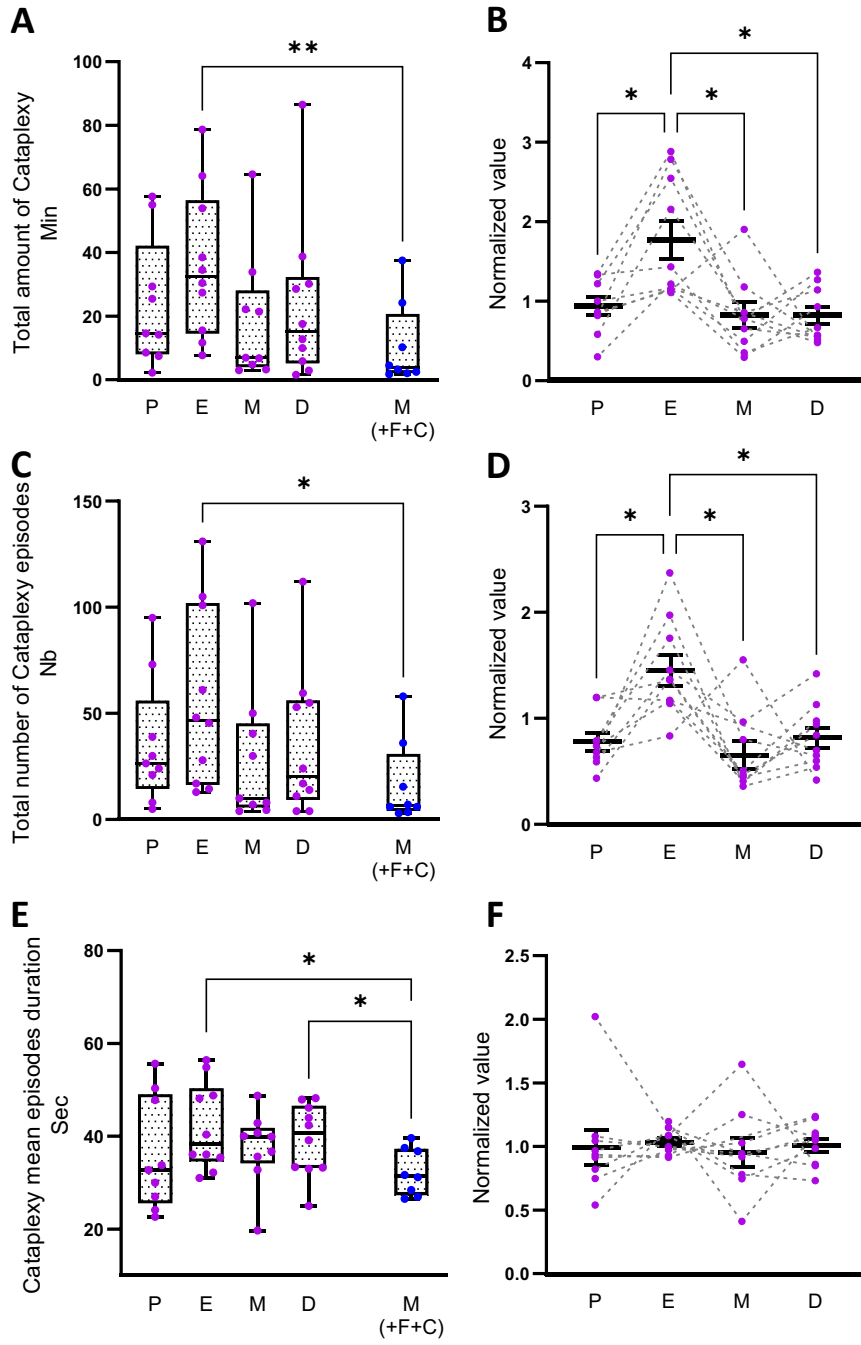 A
Total amount of Cataplexy
Min
100
80
60
40
20
0
**
P E M D M
(+F+C)
B
Normalized value
4
3
2
1
0
* * *
P E M D
C
Total number of Cataplexy episodes
Nb
150
100
50
0
*
P E M D M
(+F+C)
D
Normalized value
3
2
1
0
* * *
P E M D
E
Cataplexy mean episodes duration
Sec
80
60
40
20
*
*
P E M D M
(+F+C)
F
Normalized value
2.5
2.0
1.5
1.0
0.5
0.0
P E M D